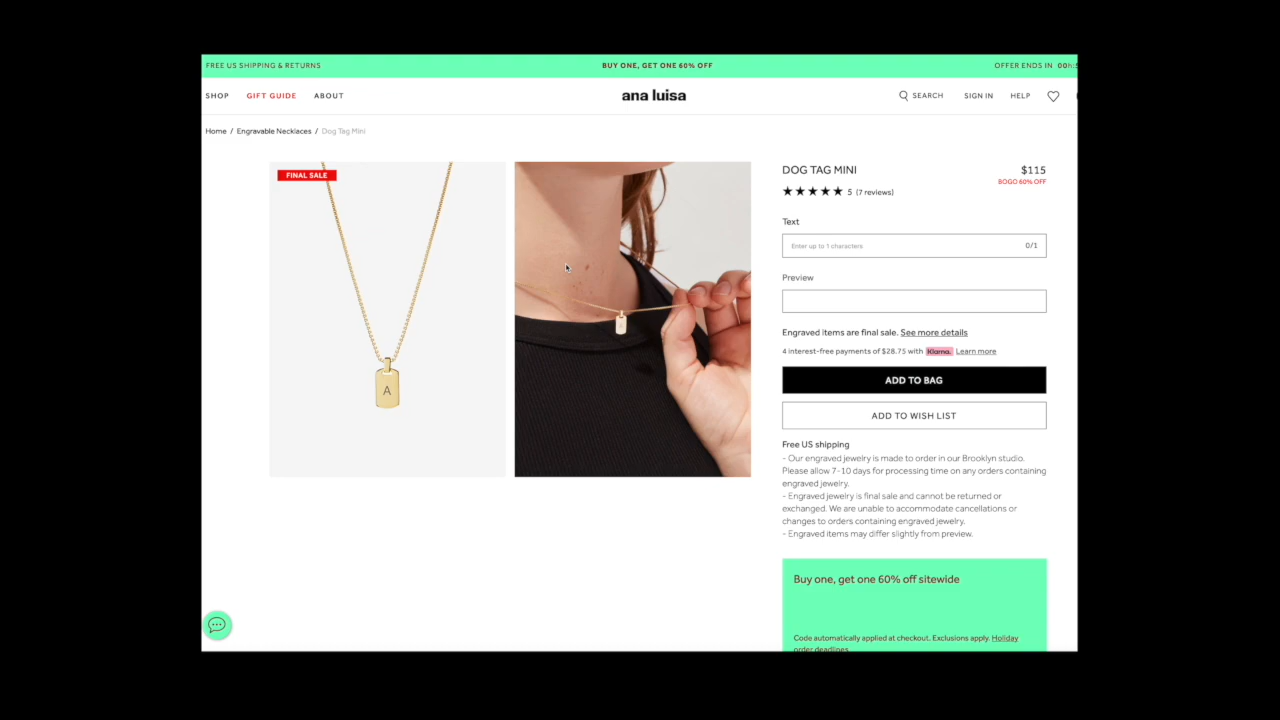 FREE US SHIPPING & RETURNS
BUY ONE, GET ONE 60% OFF
OFFER ENDS IN 00h:
SHOP
GIFT GUIDE
ABOUT
ana luisa
SEARCH
SIGN IN
HELP
Home / Engravable Necklaces / Dog Tag Mini
FINAL SALE
A
DOG TAG MINI
$115
BOGO 60% OFF
★★★★★ 5 (7 reviews)
Text
Enter up to 1 characters
0/1
Preview
Engraved items are final sale. See more details
4 interest-free payments of $28.75 with Klarna. Learn more
ADD TO BAG
ADD TO WISH LIST
Free US shipping
- Our engraved jewelry is made to order in our Brooklyn studio.
Please allow 7-10 days for processing time on any orders containing
engraved jewelry.
- Engraved jewelry is final sale and cannot be returned or
exchanged. We are unable to accommodate cancellations or
changes to orders containing engraved jewelry.
- Engraved items may differ slightly from preview.
Buy one, get one 60% off sitewide
Code automatically applied at checkout. Exclusions apply. Holiday
order deadlines